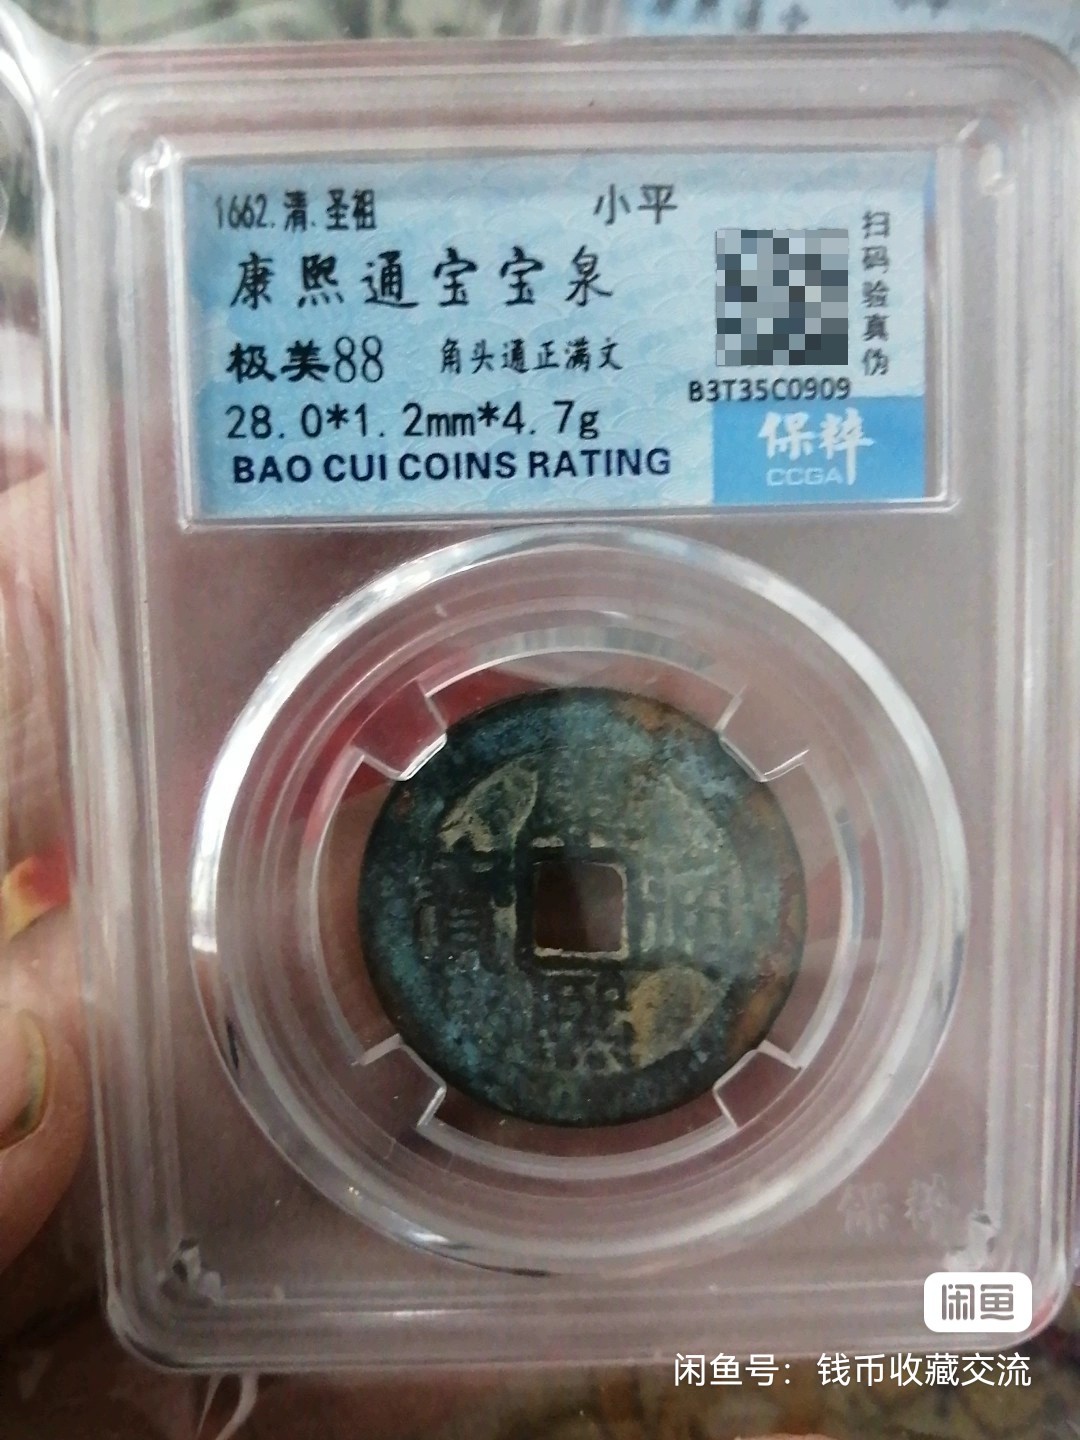 1662.清.圣祖
小平
康熙通宝宝泉
极美88
角头通正满文
28.0*1.2mm*4.7g
BAO CUI COINS RATING
扫码验真伪
B3T35C0909
保粹
CCGA
保粹
闲鱼
闲鱼号：钱币收藏交流